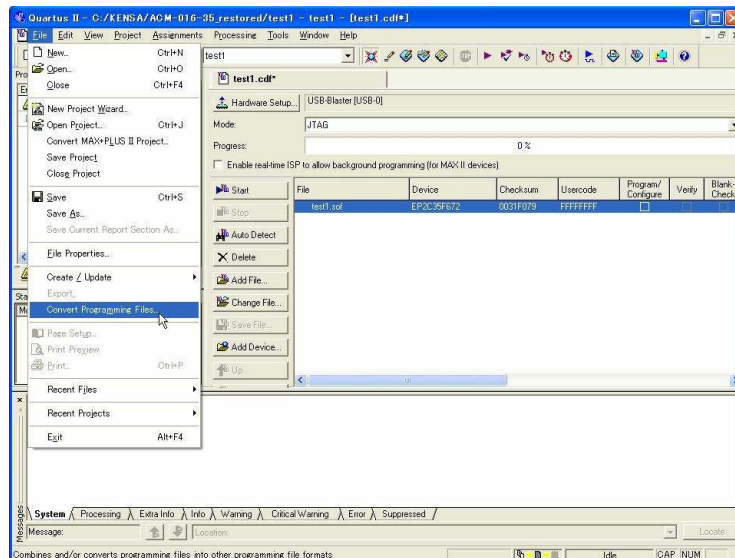 Quartus II - C:/KENSA/ACM-016-35_restored/test1 - test1 - [test1.cdf*]
File Edit View Project Assignments Processing Tools Window Help
New... Ctrl+N
Open... Ctrl+O
Close Ctrl+F4
New Project Wizard...
Open Project... Ctrl+J
Convert MAX+PLUS II Project...
Save Project
Close Project
Save Ctrl+S
Save As...
Save Current Report Section As...
File Properties...
Create / Update
Export...
Convert Programming Files...
Page Setup...
Print Preview
Print... Ctrl+P
Recent Files
Recent Projects
Exit Alt+F4
test1
test1.cdf*
Hardware Setup... USB-Blaster [USB-0]
Mode: JTAG
Progress: 0 %
Enable real-time ISP to allow background programming (for MAX II devices)
Start
Stop
Auto Detect
Delete
Add File...
Change File...
Save File...
Add Device...
Up
File Device Checksum Usercode Program/Configure Verify Blank-Check
test1.sof EP2C35F672 0031F079 FFFFFFFF
System Processing Extra Info Info Warning Critical Warning Error Suppressed
Messages
Message: Location: Locate
Combines and/or converts programming files into other programming file formats Idle CAP NUM